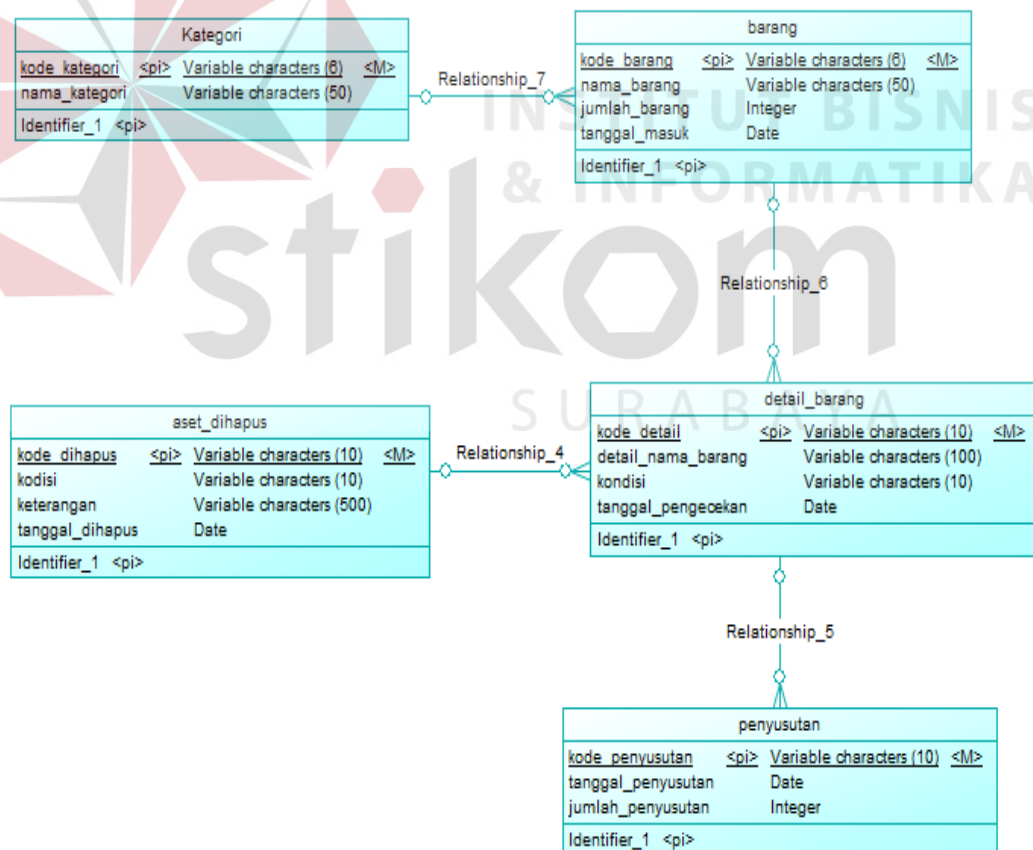 Kategori
kode_kategori <pi> Variable characters (6) <M>
nama_kategori Variable characters (50)
Identifier_1 <pi>
Relationship_7
barang
kode_barang <pi> Variable characters (6) <M>
nama_barang Variable characters (50)
jumlah_barang Integer
tanggal_masuk Date
Identifier_1 <pi>
INSTITUT BISNIS
& INFORMATIKA
stikom
SURABAYA
Relationship_6
aset_dihapus
kode_dihapus <pi> Variable characters (10) <M>
kodisi Variable characters (10)
keterangan Variable characters (500)
tanggal_dihapus Date
Identifier_1 <pi>
Relationship_4
detail_barang
kode_detail <pi> Variable characters (10) <M>
detail_nama_barang Variable characters (100)
kondisi Variable characters (10)
tanggal_pengecekan Date
Identifier_1 <pi>
Relationship_5
penyusutan
kode_penyusutan <pi> Variable characters (10) <M>
tanggal_penyusutan Date
jumlah_penyusutan Integer
Identifier_1 <pi>